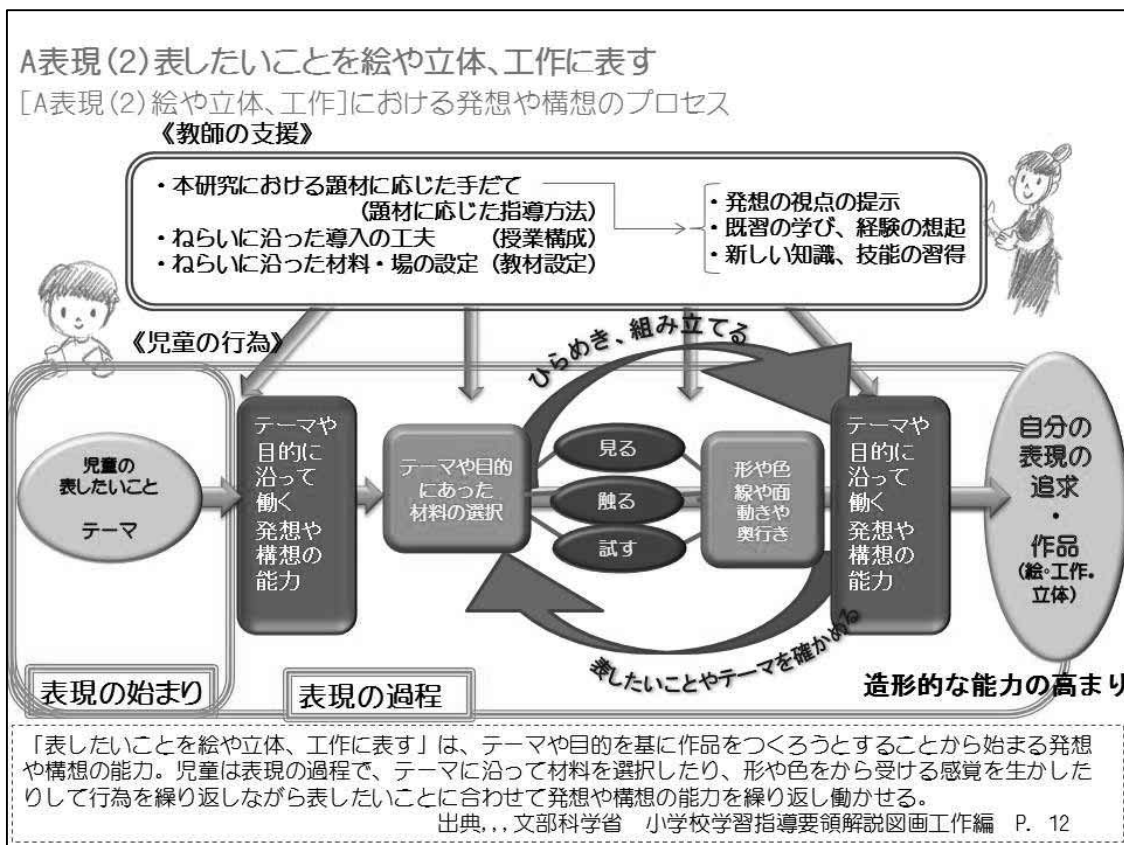 A表現(2)表したいことを絵や立体、工作に表す
[A表現(2)絵や立体、工作]における発想や構想のプロセス
《教師の支援》
・本研究における題材に応じた手だて
(題材に応じた指導方法)
・ねらいに沿った導入の工夫 (授業構成)
・ねらいに沿った材料・場の設定 (教材設定)
・発想の視点の提示
・既習の学び、経験の想起
・新しい知識、技能の習得
《児童の行為》
ひらめき、組み立てる
児童の
表したいこと
テーマ
テーマや
目的に
沿って
働く
発想や
構想の
能力
テーマや目的
にあった
材料の選択
見る
触る
試す
形や色
線や面
動きや
奥行き
テーマや
目的に
沿って
働く
発想や
構想の
能力
自分の
表現の
追求
・
作品
(絵・工作・
立体)
表したいことやテーマを確かめる
表現の始まり
表現の過程
造形的な能力の高まり
「表したいことを絵や立体、工作に表す」は、テーマや目的を基に作品をつくろうとすることから始まる発想
や構想の能力。児童は表現の過程で、テーマに沿って材料を選択したり、形や色をから受ける感覚を生かした
りして行為を繰り返しながら表したいことに合わせて発想や構想の能力を繰り返し働かせる。
出典,,,文部科学省 小学校学習指導要領解説図画工作編 P. 12